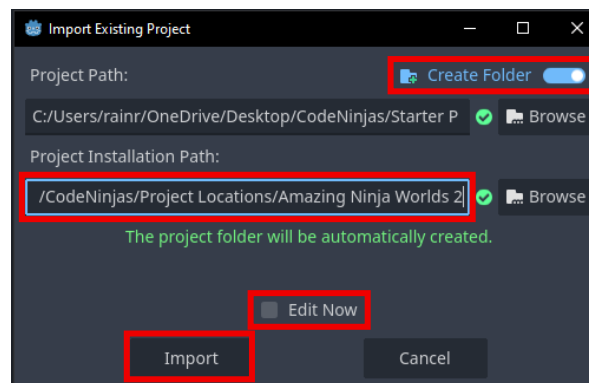 Import Existing Project
Project Path:
Create Folder
C:/Users/rainr/OneDrive/Desktop/CodeNinjas/Starter P
Browse
Project Installation Path:
/CodeNinjas/Project Locations/Amazing Ninja Worlds 2
Browse
The project folder will be automatically created.
Edit Now
Import
Cancel